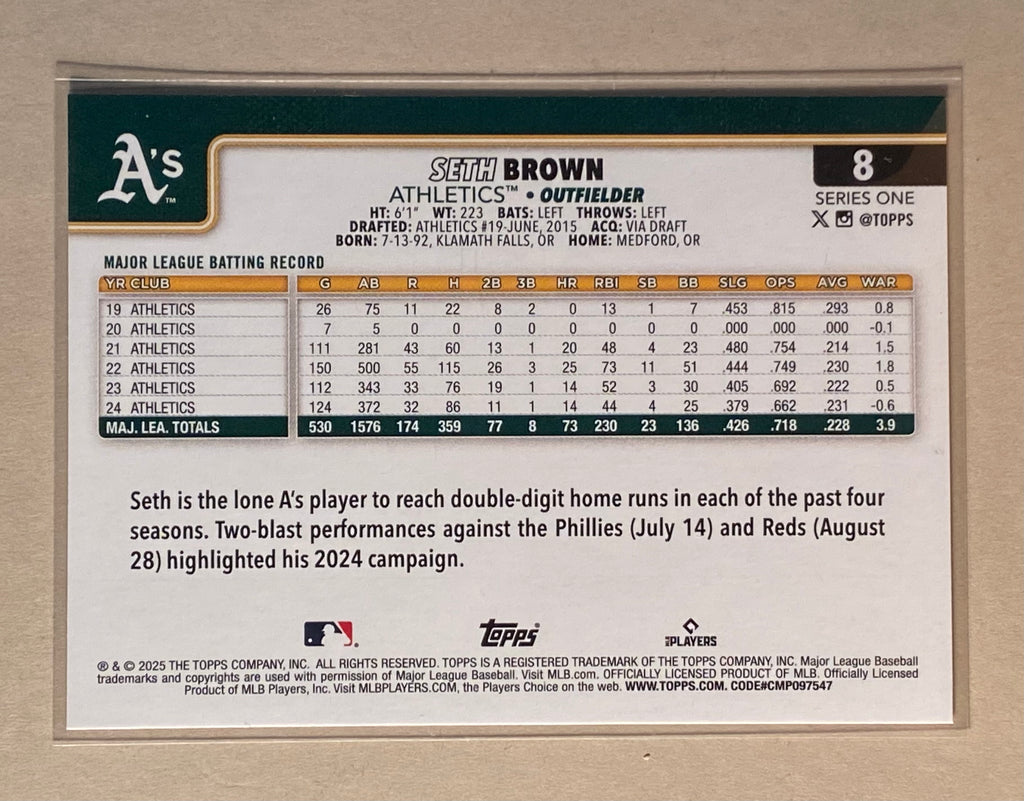 A's ™
SETH BROWN
8
ATHLETICS™ • OUTFIELDER
SERIES ONE
HT: 6'1" WT: 223 BATS: LEFT THROWS: LEFT
@TOPPS
DRAFTED: ATHLETICS #19-JUNE, 2015 ACQ: VIA DRAFT
BORN: 7-13-92, KLAMATH FALLS, OR HOME: MEDFORD, OR
MAJOR LEAGUE BATTING RECORD
YR CLUB G AB R H 2B 3B HR RBI SB BB SLG OPS AVG WAR
19 ATHLETICS 26 75 11 22 8 2 0 13 1 7 .453 .815 .293 0.8
20 ATHLETICS 7 5 0 0 0 0 0 0 0 0 .000 .000 .000 -0.1
21 ATHLETICS 111 281 43 60 13 1 20 48 4 23 .480 .754 .214 1.5
22 ATHLETICS 150 500 55 115 26 3 25 73 11 51 .444 .749 .230 1.8
23 ATHLETICS 112 343 33 76 19 1 14 52 3 30 .405 .692 .222 0.5
24 ATHLETICS 124 372 32 86 11 1 14 44 4 25 .379 .662 .231 -0.6
MAJ. LEA. TOTALS 530 1576 174 359 77 8 73 230 23 136 .426 .718 .228 3.9
Seth is the lone A's player to reach double-digit home runs in each of the past four
seasons. Two-blast performances against the Phillies (July 14) and Reds (August
28) highlighted his 2024 campaign.
topps
MLB PLAYERS
® & © 2025 THE TOPPS COMPANY, INC. ALL RIGHTS RESERVED. TOPPS IS A REGISTERED TRADEMARK OF THE TOPPS COMPANY, INC. Major League Baseball
trademarks and copyrights are used with permission of Major League Baseball. Visit MLB.com. OFFICIALLY LICENSED PRODUCT OF MLB. Officially Licensed
Product of MLB Players, Inc. Visit MLBPLAYERS.COM, the Players Choice on the web. WWW.TOPPS.COM. CODE#CMP097547